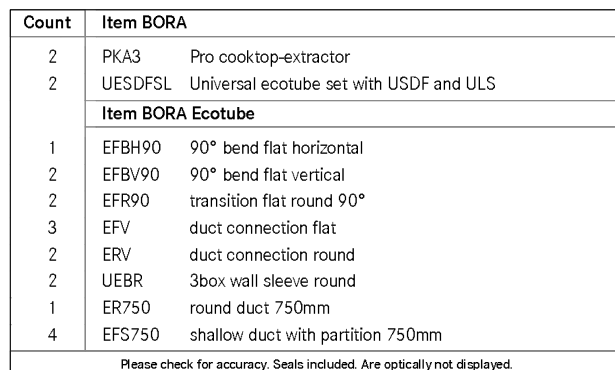 Count Item BORA
2 PKA3 Pro cooktop-extractor
2 UESDFSL Universal ecotube set with USDF and ULS
Item BORA Ecotube
1 EFBH90 90° bend flat horizontal
2 EFBV90 90° bend flat vertical
2 EFR90 transition flat round 90°
3 EFV duct connection flat
2 ERV duct connection round
2 UEBR 3box wall sleeve round
1 ER750 round duct 750mm
4 EFS750 shallow duct with partition 750mm
Please check for accuracy. Seals included. Are optically not displayed.